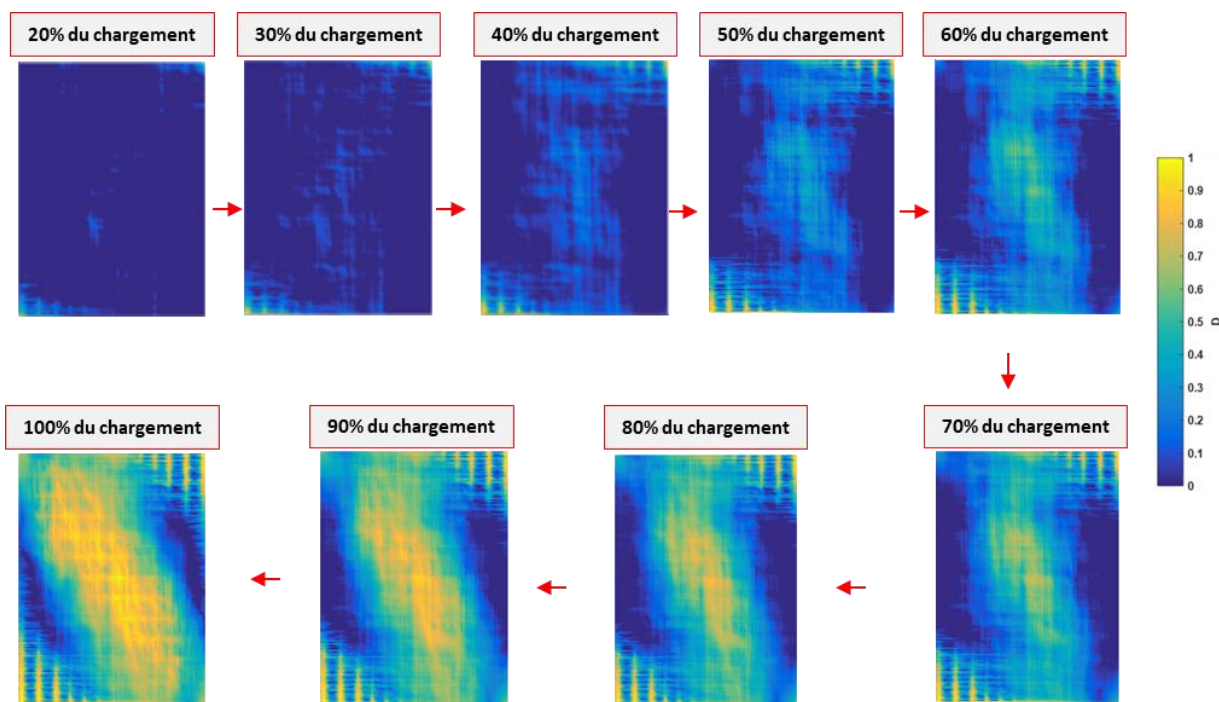 20% du chargement
30% du chargement
40% du chargement
50% du chargement
60% du chargement
1
0.9
0.8
0.7
0.6
0.5
0.4
0.3
0.2
0.1
0
D
100% du chargement
90% du chargement
80% du chargement
70% du chargement